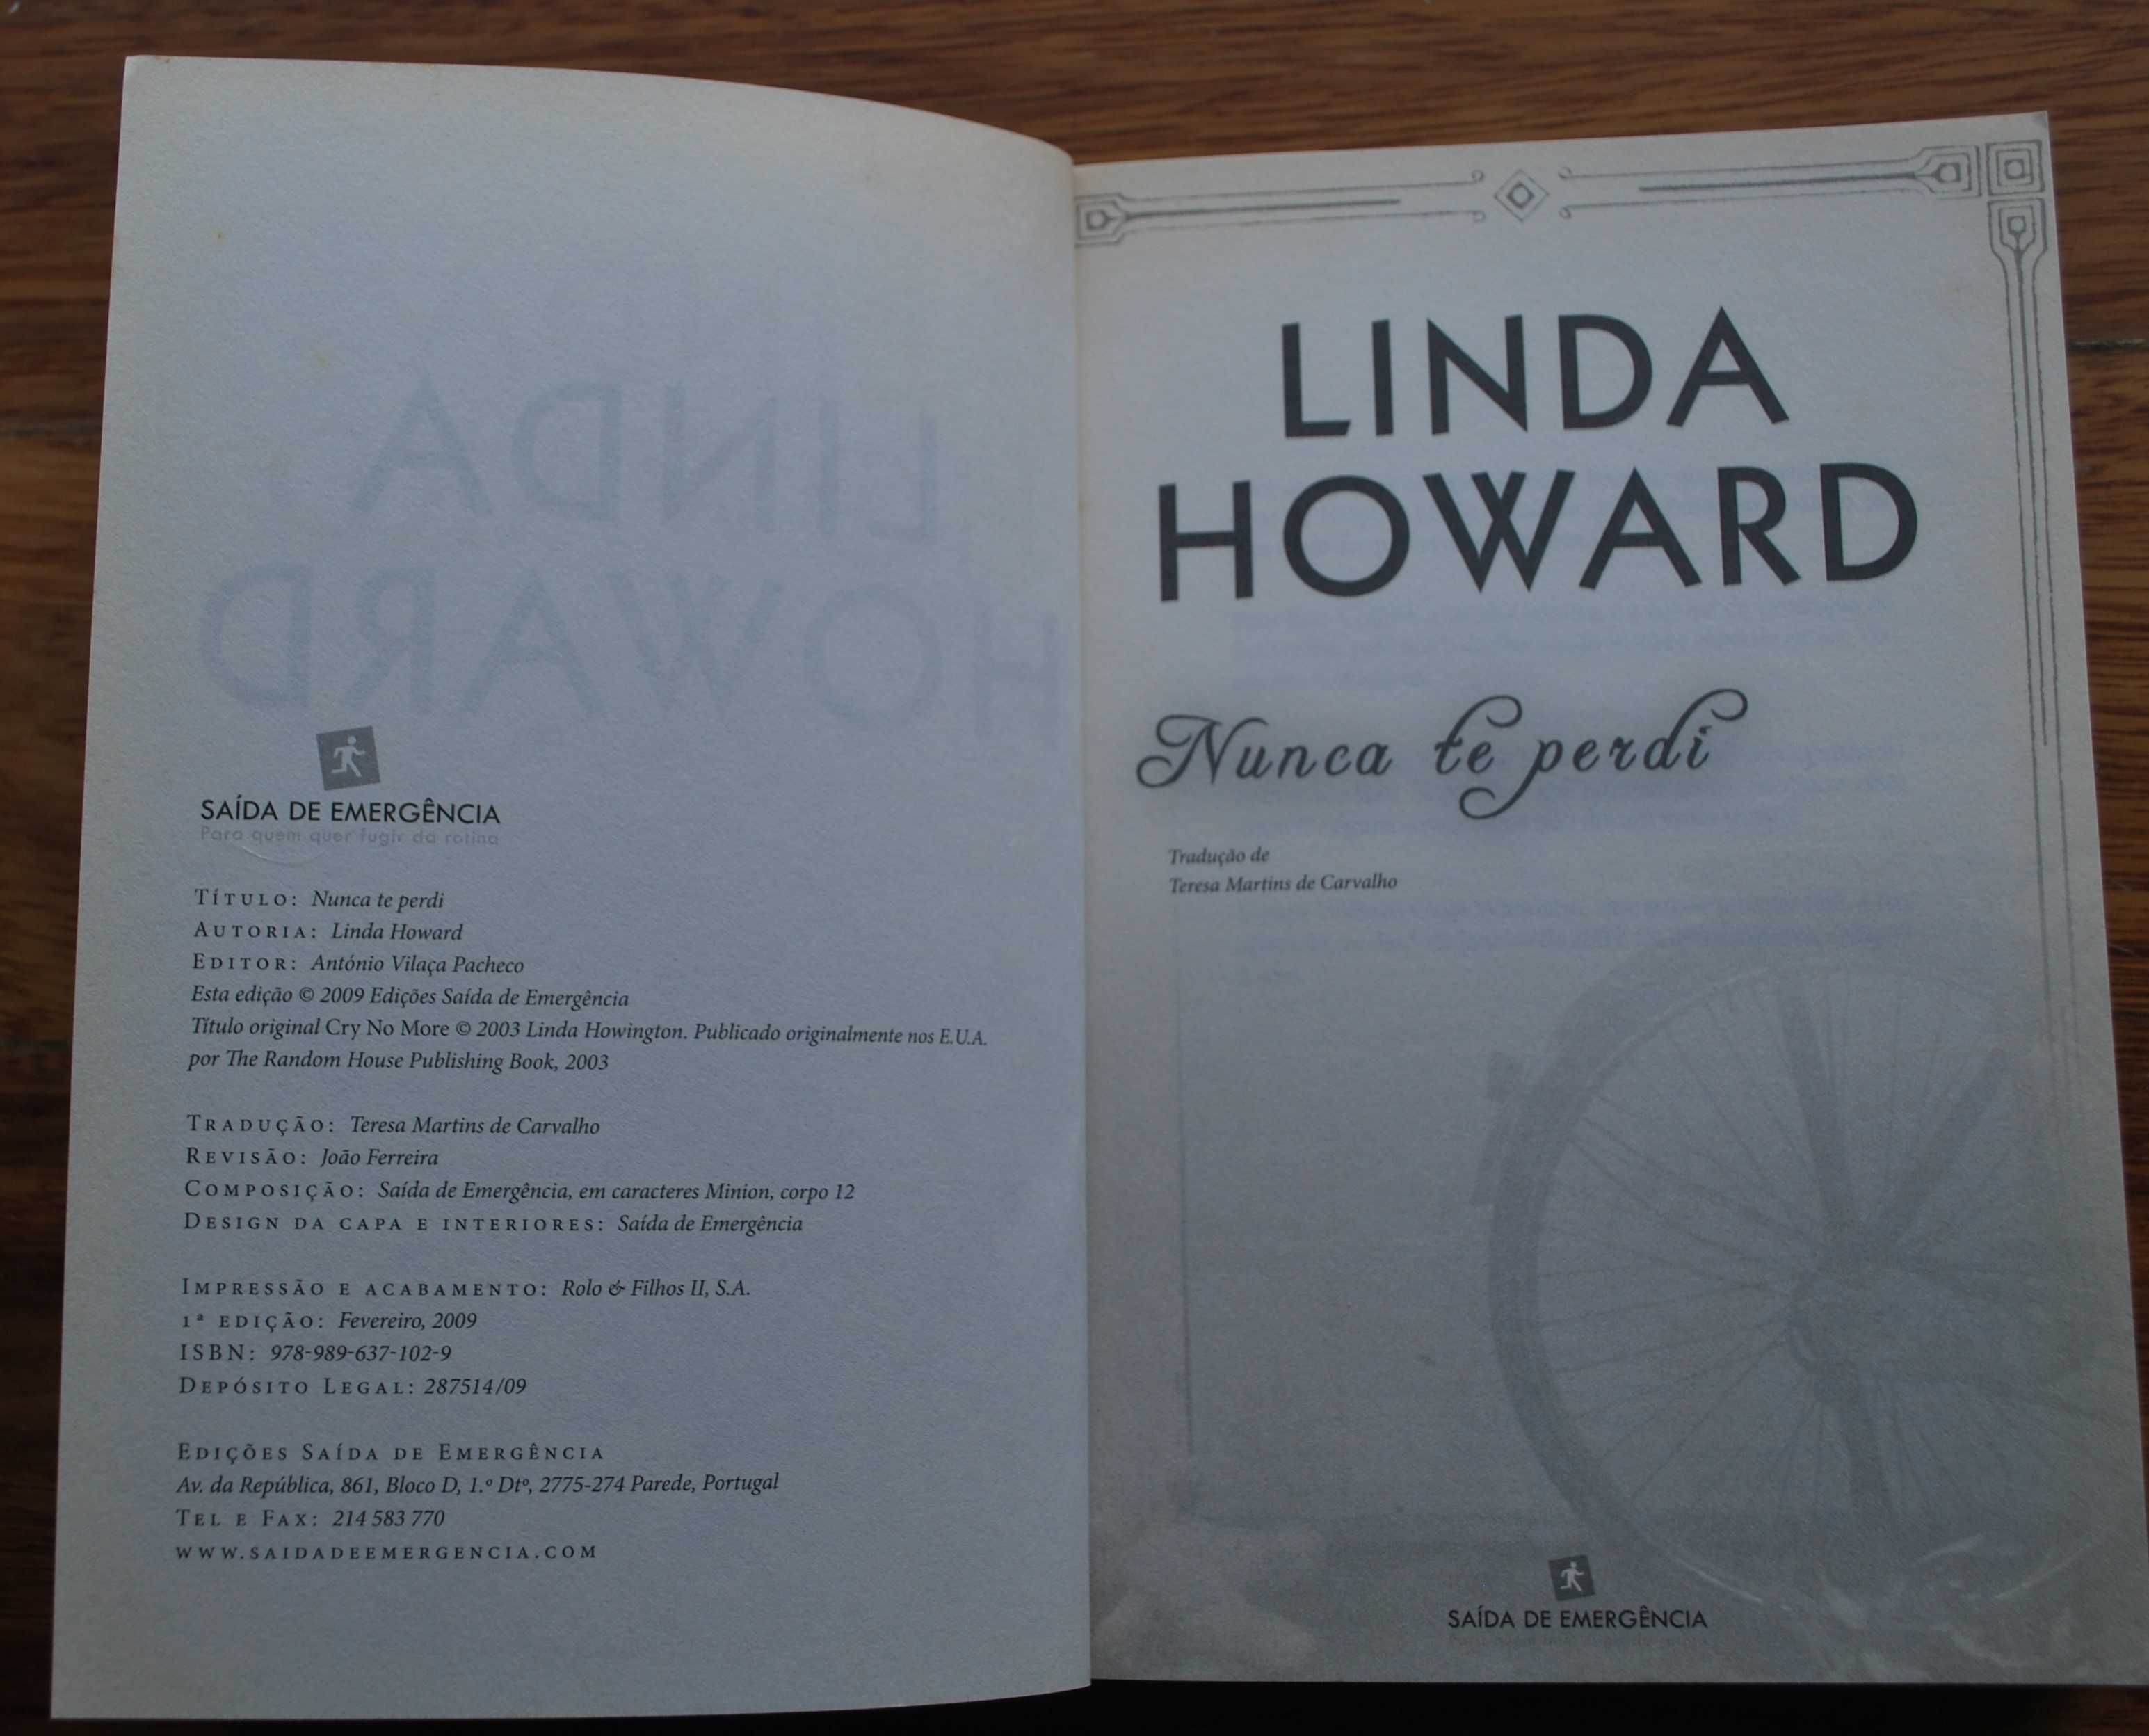 SAÍDA DE EMERGÊNCIA
Para quem quer fugir da rotina
TÍTULO: Nunca te perdi
AUTORIA: Linda Howard
EDITOR: António Vilaça Pacheco
Esta edição © 2009 Edições Saída de Emergência
Título original Cry No More © 2003 Linda Howington. Publicado originalmente nos E.U.A.
por The Random House Publishing Book, 2003
TRADUÇÃO: Teresa Martins de Carvalho
REVISÃO: João Ferreira
COMPOSIÇÃO: Saída de Emergência, em caracteres Minion, corpo 12
DESIGN DA CAPA E INTERIORES: Saída de Emergência
IMPRESSÃO E ACABAMENTO: Rolo & Filhos II, S.A.
1ª EDIÇÃO: Fevereiro, 2009
ISBN: 978-989-637-102-9
DEPÓSITO LEGAL: 287514/09
EDIÇÕES SAÍDA DE EMERGÊNCIA
Av. da República, 861, Bloco D, 1.º Dtº, 2775-274 Parede, Portugal
TEL E FAX: 214 583 770
WWW.SAIDADEEMERGENCIA.COM
LINDA
HOWARD
Nunca te perdi
Tradução de
Teresa Martins de Carvalho
SAÍDA DE EMERGÊNCIA